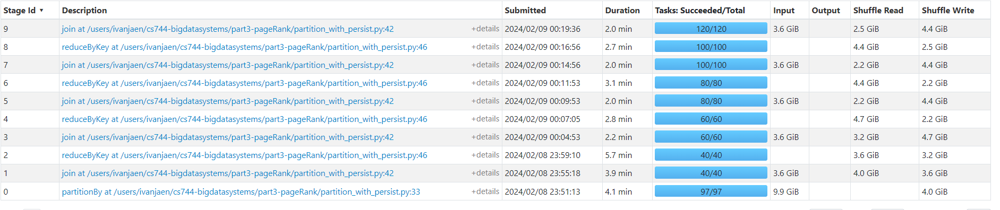 Stage Id ▼ Description Submitted Duration Tasks: Succeeded/Total Input Output Shuffle Read Shuffle Write
9 join at /users/ivanjaen/cs744-bigdatasystems/part3-pageRank/partition_with_persist.py:42 +details 2024/02/09 00:19:36 2.0 min 120/120 3.6 GiB 2.5 GiB 4.4 GiB
8 reduceByKey at /users/ivanjaen/cs744-bigdatasystems/part3-pageRank/partition_with_persist.py:46 +details 2024/02/09 00:16:56 2.7 min 100/100 4.4 GiB 2.5 GiB
7 join at /users/ivanjaen/cs744-bigdatasystems/part3-pageRank/partition_with_persist.py:42 +details 2024/02/09 00:14:56 2.0 min 100/100 3.6 GiB 2.2 GiB 4.4 GiB
6 reduceByKey at /users/ivanjaen/cs744-bigdatasystems/part3-pageRank/partition_with_persist.py:46 +details 2024/02/09 00:11:53 3.1 min 80/80 4.4 GiB 2.2 GiB
5 join at /users/ivanjaen/cs744-bigdatasystems/part3-pageRank/partition_with_persist.py:42 +details 2024/02/09 00:09:53 2.0 min 80/80 3.6 GiB 2.2 GiB 4.4 GiB
4 reduceByKey at /users/ivanjaen/cs744-bigdatasystems/part3-pageRank/partition_with_persist.py:46 +details 2024/02/09 00:07:05 2.8 min 60/60 4.7 GiB 2.2 GiB
3 join at /users/ivanjaen/cs744-bigdatasystems/part3-pageRank/partition_with_persist.py:42 +details 2024/02/09 00:04:53 2.2 min 60/60 3.6 GiB 3.2 GiB 4.7 GiB
2 reduceByKey at /users/ivanjaen/cs744-bigdatasystems/part3-pageRank/partition_with_persist.py:46 +details 2024/02/08 23:59:10 5.7 min 40/40 3.6 GiB 3.2 GiB
1 join at /users/ivanjaen/cs744-bigdatasystems/part3-pageRank/partition_with_persist.py:42 +details 2024/02/08 23:55:18 3.9 min 40/40 3.6 GiB 4.0 GiB 3.6 GiB
0 partitionBy at /users/ivanjaen/cs744-bigdatasystems/part3-pageRank/partition_with_persist.py:33 +details 2024/02/08 23:51:13 4.1 min 97/97 9.9 GiB 4.0 GiB